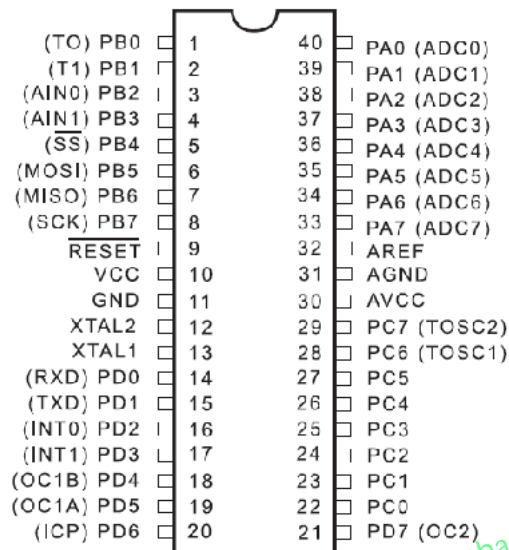 (TO) PB0 1 40 PA0 (ADC0)
(T1) PB1 2 39 PA1 (ADC1)
(AIN0) PB2 3 38 PA2 (ADC2)
(AIN1) PB3 4 37 PA3 (ADC3)
(SS) PB4 5 36 PA4 (ADC4)
(MOSI) PB5 6 35 PA5 (ADC5)
(MISO) PB6 7 34 PA6 (ADC6)
(SCK) PB7 8 33 PA7 (ADC7)
RESET 9 32 AREF
VCC 10 31 AGND
GND 11 30 AVCC
XTAL2 12 29 PC7 (TOSC2)
XTAL1 13 28 PC6 (TOSC1)
(RXD) PD0 14 27 PC5
(TXD) PD1 15 26 PC4
(INT0) PD2 16 25 PC3
(INT1) PD3 17 24 PC2
(OC1B) PD4 18 23 PC1
(OC1A) PD5 19 22 PC0
(ICP) PD6 20 21 PD7 (OC2)